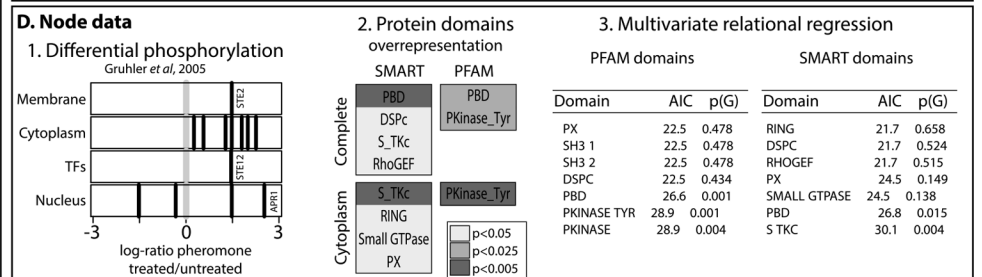 D. Node data
1. Differential phosphorylation
Gruhler et al, 2005
Membrane
STE2
Cytoplasm
TFs
STE12
Nucleus
APR1
-3 0 3
log-ratio pheromone
treated/untreated
2. Protein domains
overrepresentation
SMART PFAM
Complete
PBD PBD
DSPc PKinase_Tyr
S_TKc
RhoGEF
Cytoplasm
S_TKc PKinase_Tyr
RING
Small GTPase
PX
p<0.05
p<0.025
p<0.005
3. Multivariate relational regression
PFAM domains
Domain AIC p(G)
PX 22.5 0.478
SH3 1 22.5 0.478
SH3 2 22.5 0.478
DSPC 22.5 0.434
PBD 26.6 0.001
PKINASE TYR 28.9 0.001
PKINASE 28.9 0.004
SMART domains
Domain AIC p(G)
RING 21.7 0.658
DSPC 21.7 0.524
RHOGEF 21.7 0.515
PX 24.5 0.149
SMALL GTPASE 24.5 0.138
PBD 26.8 0.015
S TKC 30.1 0.004